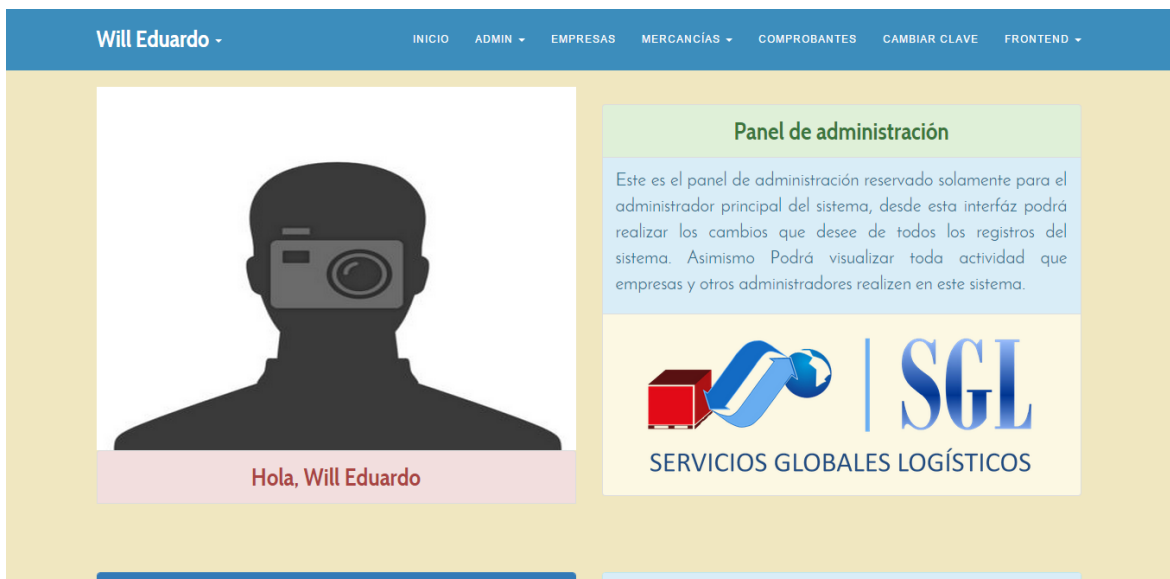 Will Eduardo
INICIO ADMIN EMPRESAS MERCANCÍAS COMPROBANTES CAMBIAR CLAVE FRONTEND
Panel de administración
Este es el panel de administración reservado solamente para el
administrador principal del sistema, desde esta interfáz podrá
realizar los cambios que desee de todos los registros del
sistema. Asimismo Podrá visualizar toda actividad que
empresas y otros administradores realizen en este sistema.
SGL
SERVICIOS GLOBALES LOGÍSTICOS
Hola, Will Eduardo